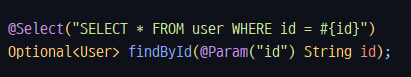 @Select("SELECT * FROM user WHERE id = #{id}")
Optional<User> findById(@Param("id") String id);